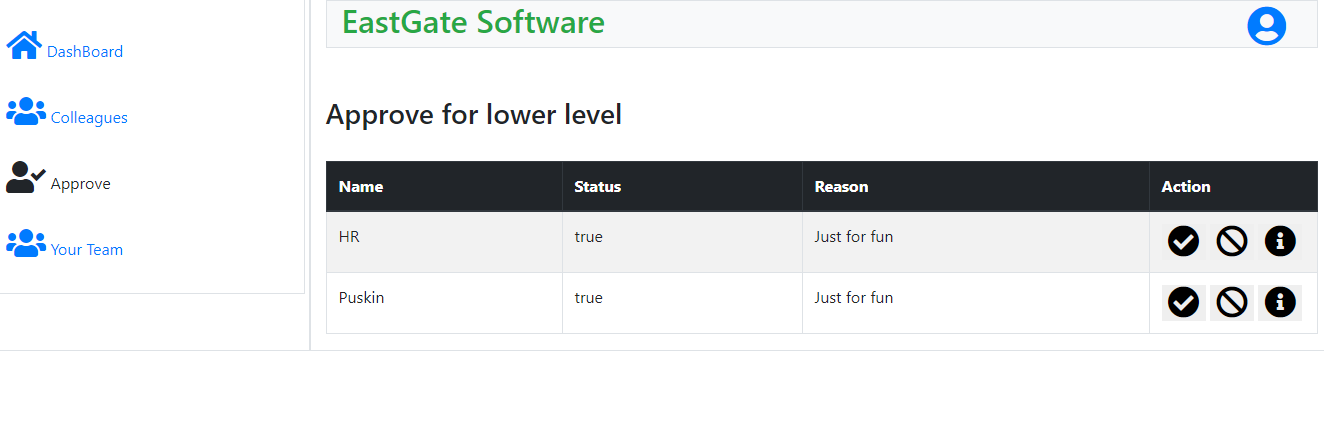 EastGate Software
DashBoard
Colleagues
Approve
Your Team
Approve for lower level
Name Status Reason Action
HR true Just for fun
Puskin true Just for fun